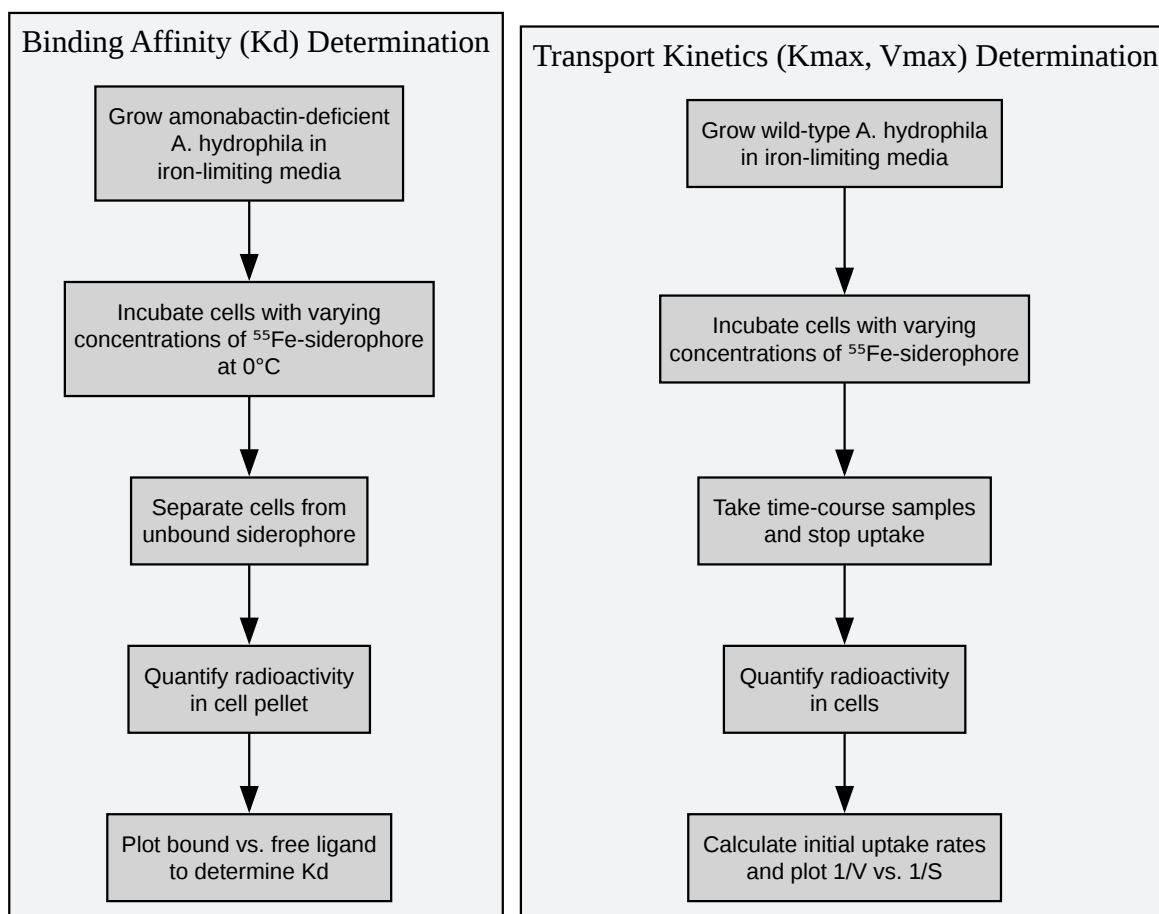 Binding Affinity (Kd) Determination
Grow amonabactin-deficient
A. hydrophila in
iron-limiting media
Incubate cells with varying
concentrations of ⁵⁵Fe-siderophore
at 0°C
Separate cells from
unbound siderophore
Quantify radioactivity
in cell pellet
Plot bound vs. free ligand
to determine Kd
Transport Kinetics (Kmax, Vmax) Determination
Grow wild-type A. hydrophila
in iron-limiting media
Incubate cells with varying
concentrations of ⁵⁵Fe-siderophore
Take time-course samples
and stop uptake
Quantify radioactivity
in cells
Calculate initial uptake rates
and plot 1/V vs. 1/S